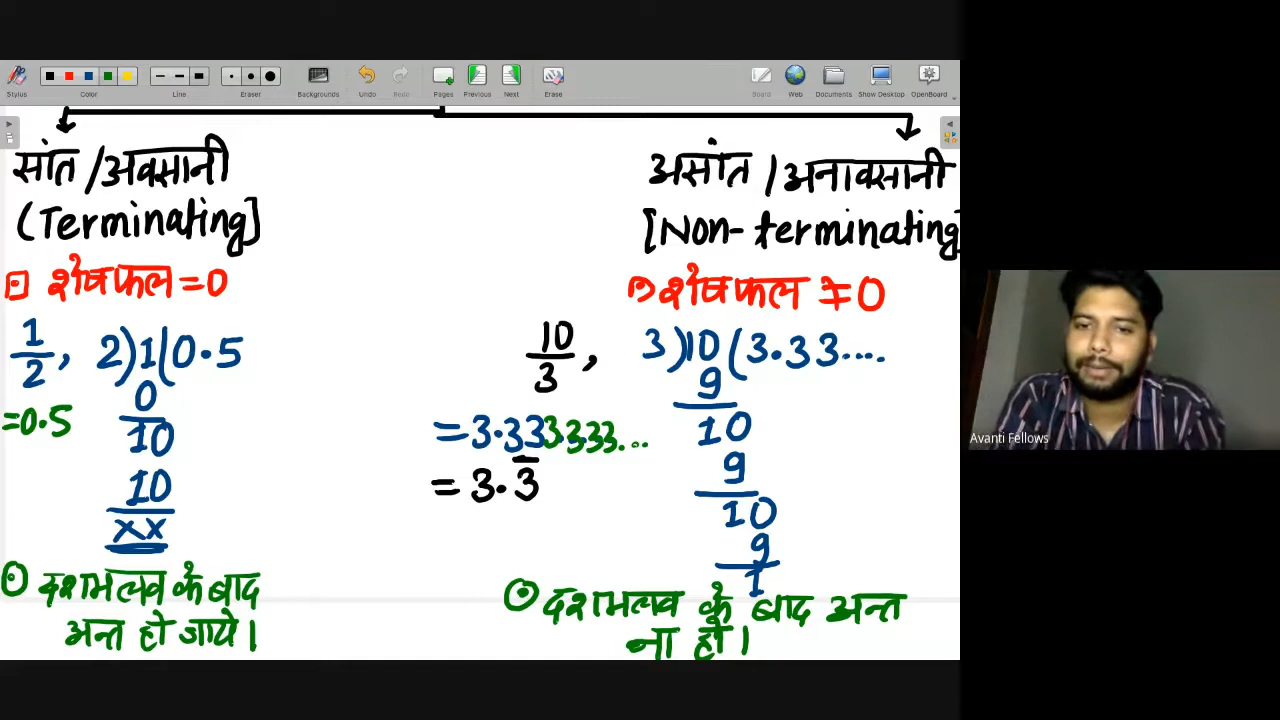 Stylus Color Line Eraser Backgrounds Undo Redo Pages Previous Next Erase Board Web Documents Show Desktop OpenBoard
सांत/अवसानी
(Terminating]
शेषफल=0
1/2, 2)1(0.5
=0.5
0
10
10
xx
दशमलव के बाद
अन्त हो जाये।
असांत/अनावसानी
[Non-terminating]
शेषफल ≠0
10/3, 3)10(3.33....
9
10
9
10
9
1
=3.333333...
=3.3̅
दशमलव के बाद अन्त
ना हो।
Avanti Fellows